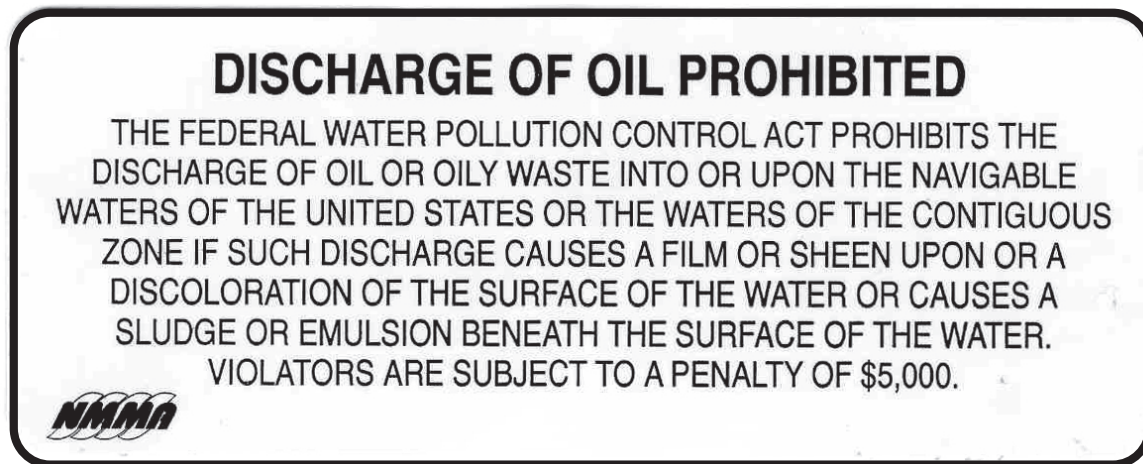 DISCHARGE OF OIL PROHIBITED
THE FEDERAL WATER POLLUTION CONTROL ACT PROHIBITS THE
DISCHARGE OF OIL OR OILY WASTE INTO OR UPON THE NAVIGABLE
WATERS OF THE UNITED STATES OR THE WATERS OF THE CONTIGUOUS
ZONE IF SUCH DISCHARGE CAUSES A FILM OR SHEEN UPON OR A
DISCOLORATION OF THE SURFACE OF THE WATER OR CAUSES A
SLUDGE OR EMULSION BENEATH THE SURFACE OF THE WATER.
VIOLATORS ARE SUBJECT TO A PENALTY OF $5,000.
NMMA